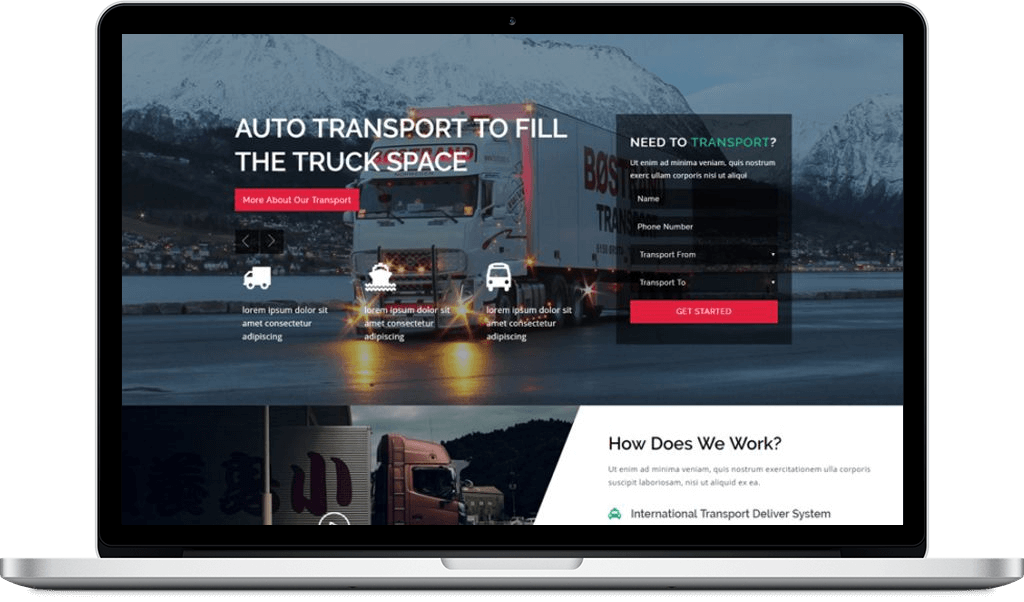 AUTO TRANSPORT TO FILL
THE TRUCK SPACE
More About Our Transport
lorem ipsum dolor sit
amet consectetur
adipiscing
lorem ipsum dolor sit
amet consectetur
adipiscing
lorem ipsum dolor sit
amet consectetur
adipiscing
BØSTRAND
BØSTRAND
TRANSPORT
NEED TO TRANSPORT?
Ut enim ad minima veniam, quis nostrum
exerc ullam corporis nisi ut aliqui
Name
Phone Number
Transport From
Transport To
GET STARTED
小
How Does We Work?
Ut enim ad minima veniam, quis nostrum exercitationem ulla corporis
suscipit laboriosam, nisi ut aliquid ex ea.
International Transport Deliver System